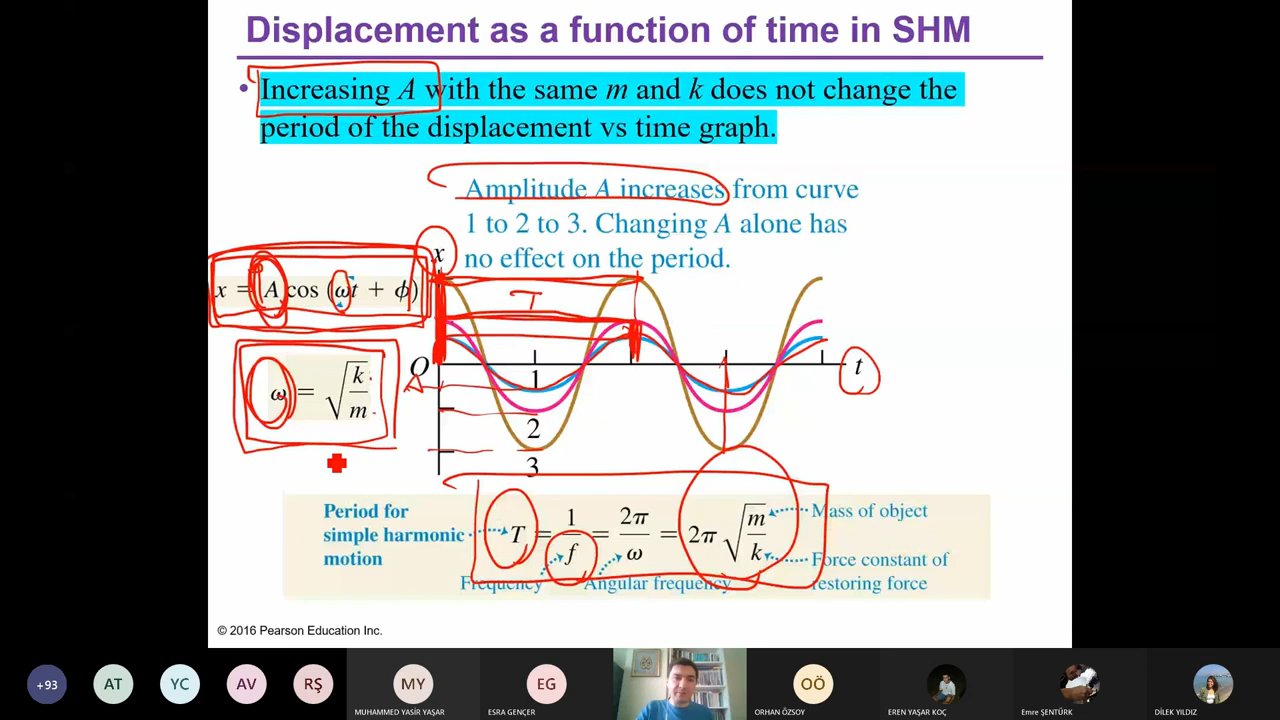 Displacement as a function of time in SHM
• Increasing A with the same m and k does not change the
period of the displacement vs time graph.
Amplitude A increases from curve
1 to 2 to 3. Changing A alone has
no effect on the period.
x
x = A cos (ωt + ϕ)
T
O
t
A
ω = √k/m
1
2
3
Period for
simple harmonic
motion
T = 1/f = 2π/ω = 2π √m/k
Mass of object
Force constant of
restoring force
Frequency
Angular frequency
© 2016 Pearson Education Inc.
+93
AT
YC
AV
RŞ
MY
EG
OÖ
MUHAMMED YASİR YAŞAR
ESRA GENÇER
ORHAN ÖZSOY
EREN YAŞAR KOÇ
Emre ŞENTÜRK
DİLEK YILDIZ